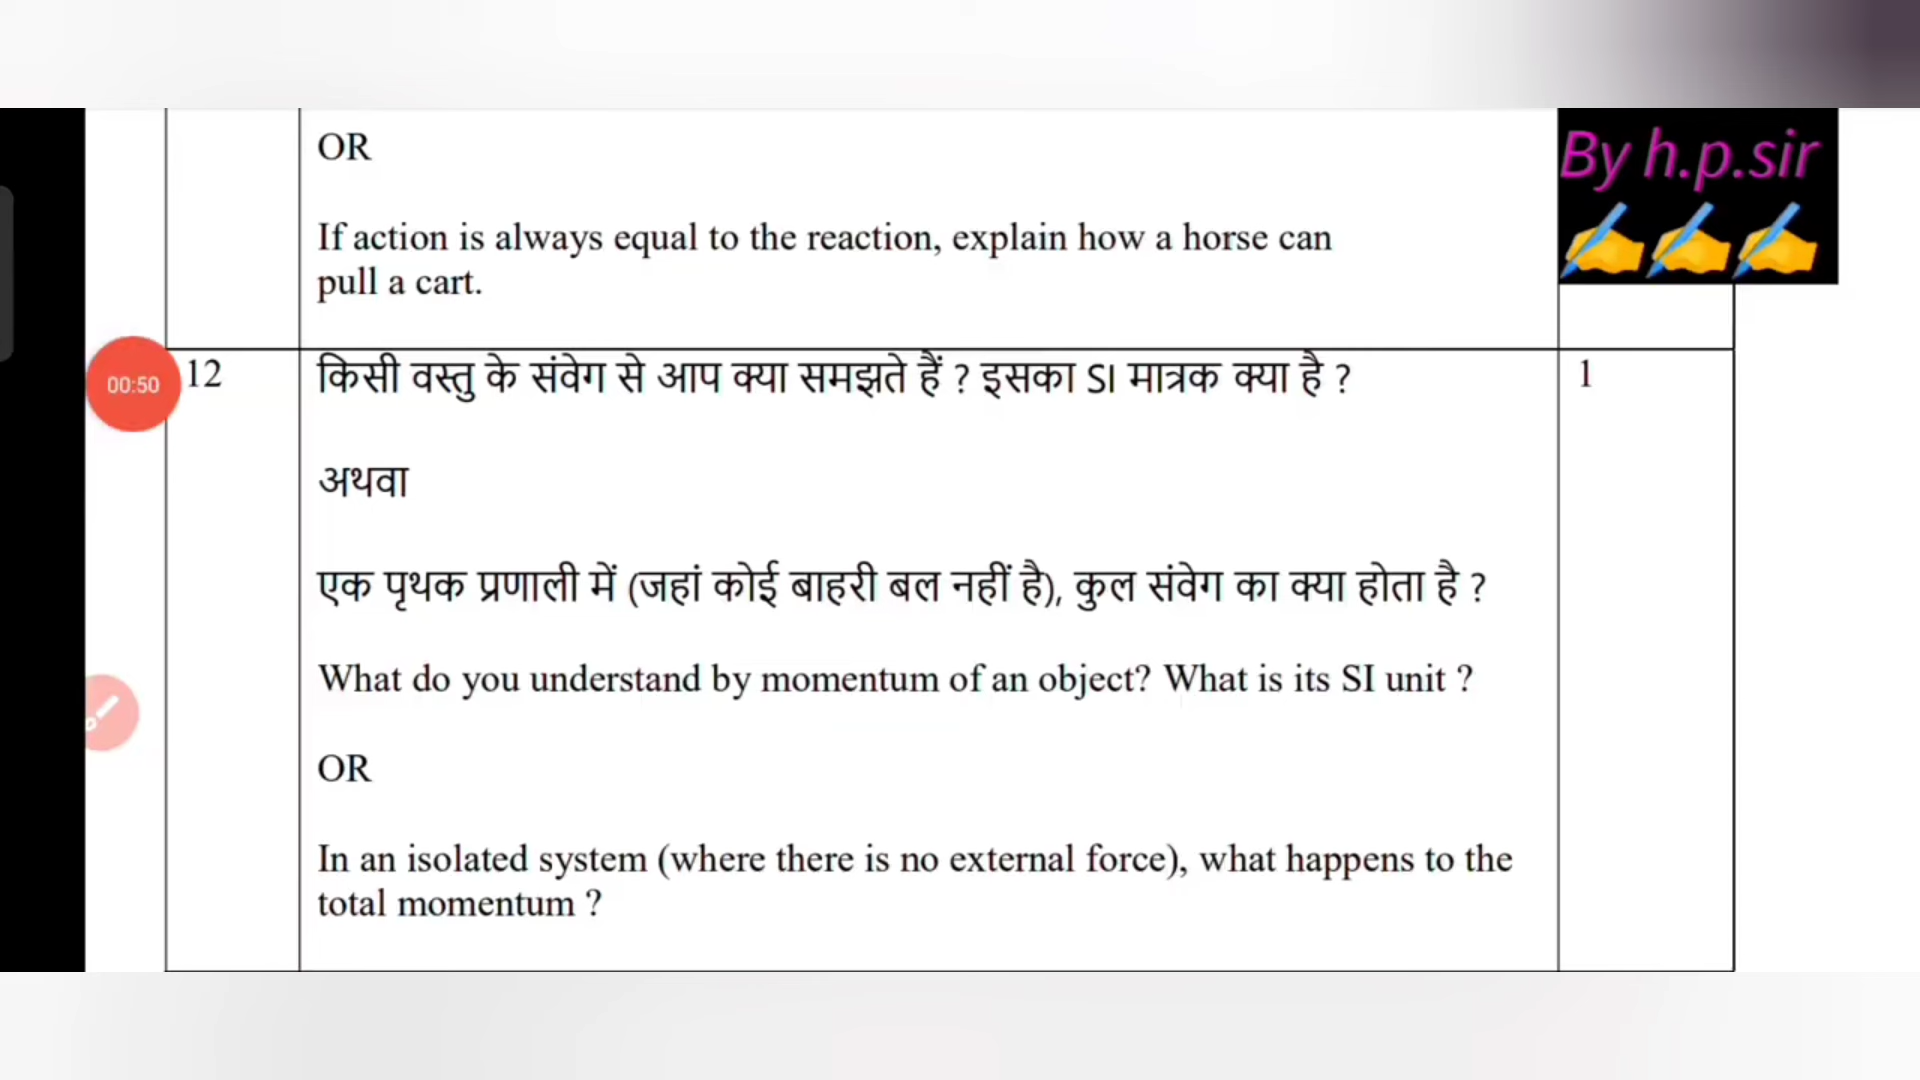 OR
By h.p.sir
If action is always equal to the reaction, explain how a horse can
pull a cart.
00:50
12
किसी वस्तु के संवेग से आप क्या समझते हैं ? इसका SI मात्रक क्या है ?
1
अथवा
एक पृथक प्रणाली में (जहां कोई बाहरी बल नहीं है), कुल संवेग का क्या होता है ?
What do you understand by momentum of an object? What is its SI unit ?
OR
In an isolated system (where there is no external force), what happens to the
total momentum ?